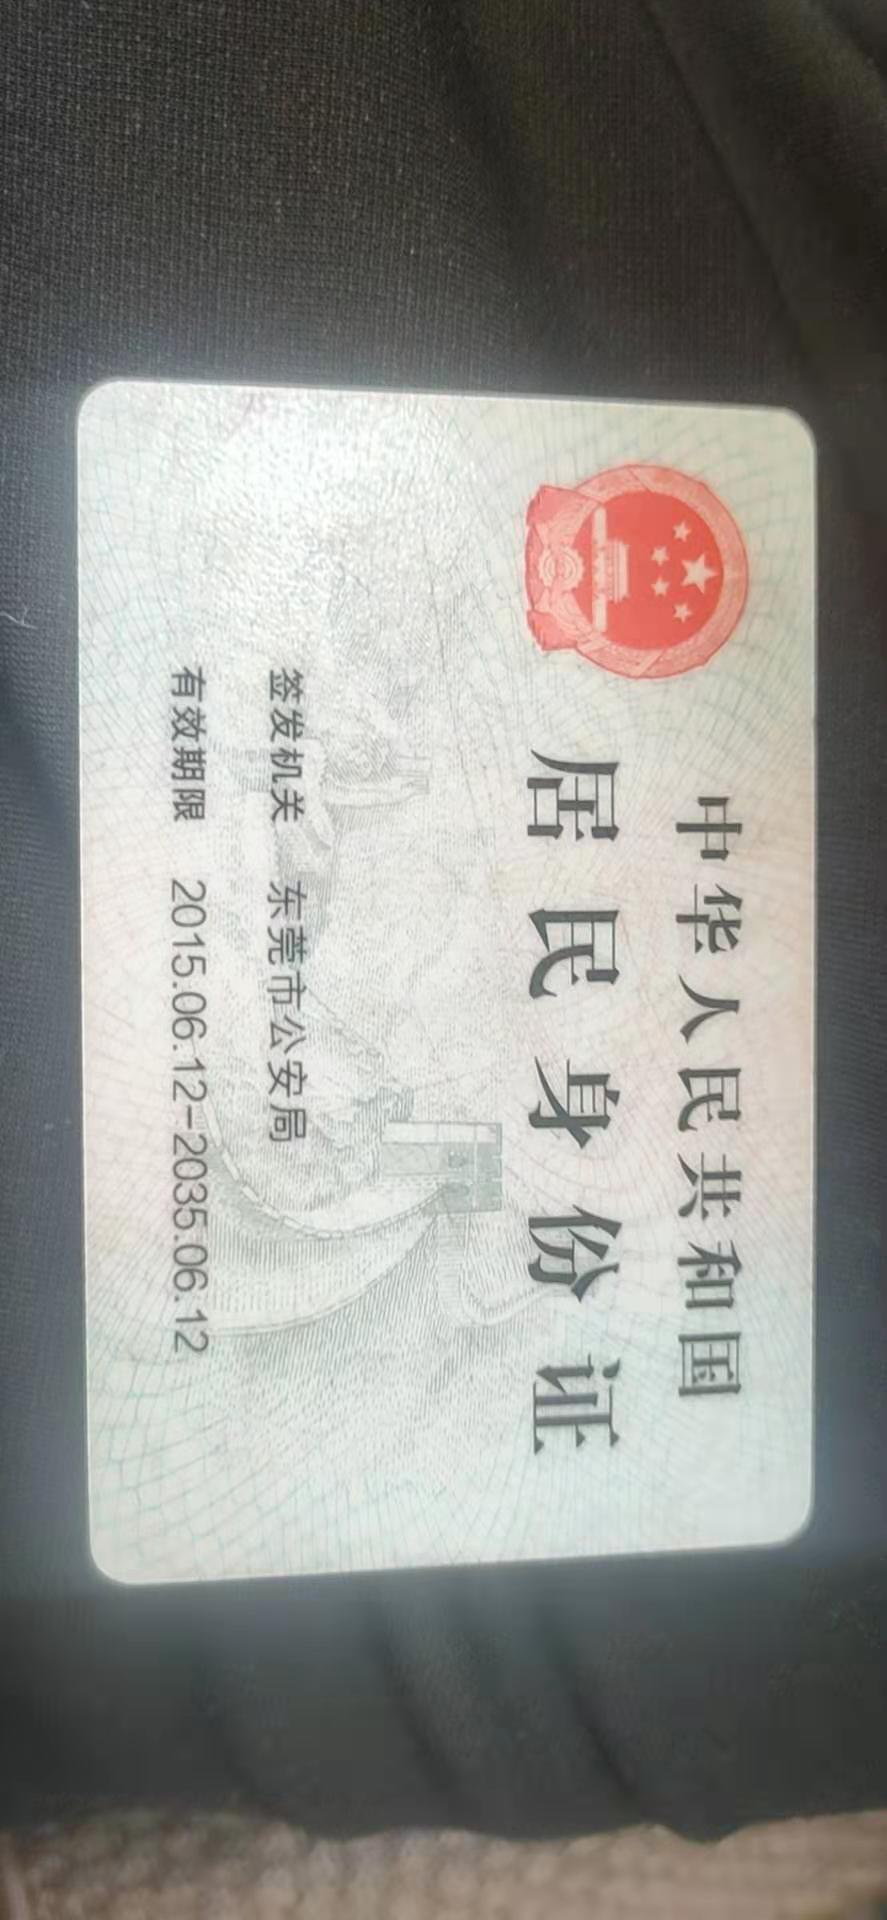 中华人民共和国
居民身份证
签发机关 东莞市公安局
有效期限 2015.06.12-2035.06.12